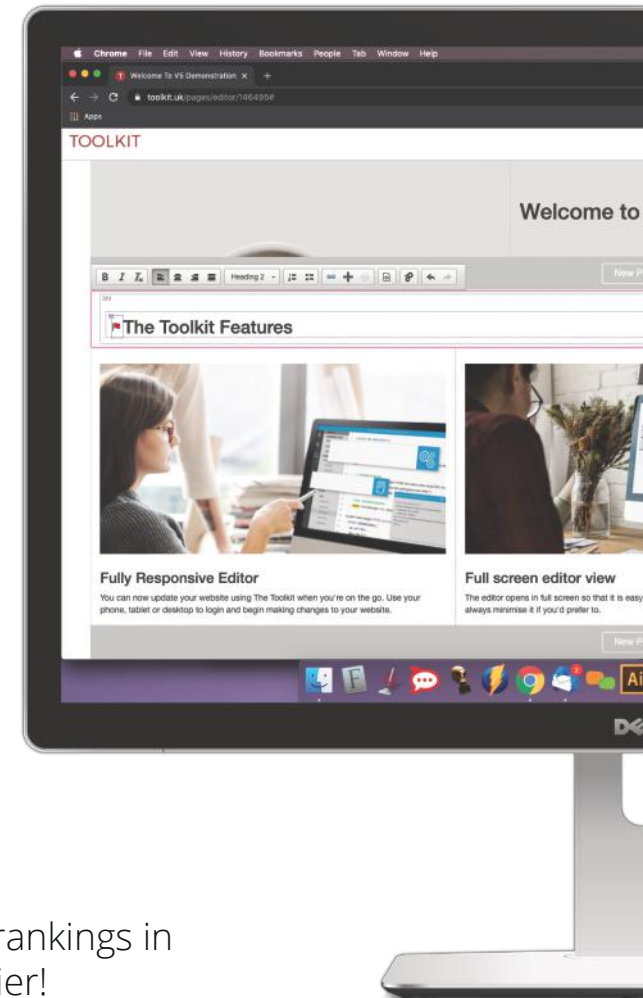 Chrome File Edit View History Bookmarks People Tab Window Help
Welcome To V5 Demonstration × +
toolkit.uk/pages/editor/146495#
Apps
TOOLKIT
Welcome to
B I Heading 2
New P
The Toolkit Features
Fully Responsive Editor
You can now update your website using The Toolkit when you're on the go. Use your
phone, tablet or desktop to login and begin making changes to your website.
Full screen editor view
The editor opens in full screen so that it is easy
always minimise it if you'd prefer to.
New P
Ai
DE
rankings in
ier!